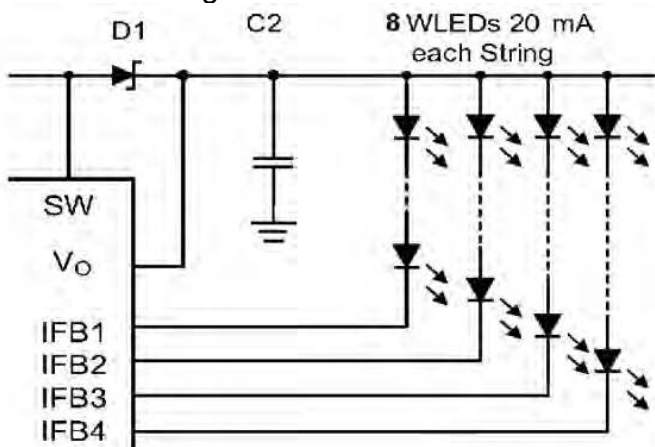 D1
C2
8 WLEDs 20 mA
each String
SW
VO
IFB1
IFB2
IFB3
IFB4